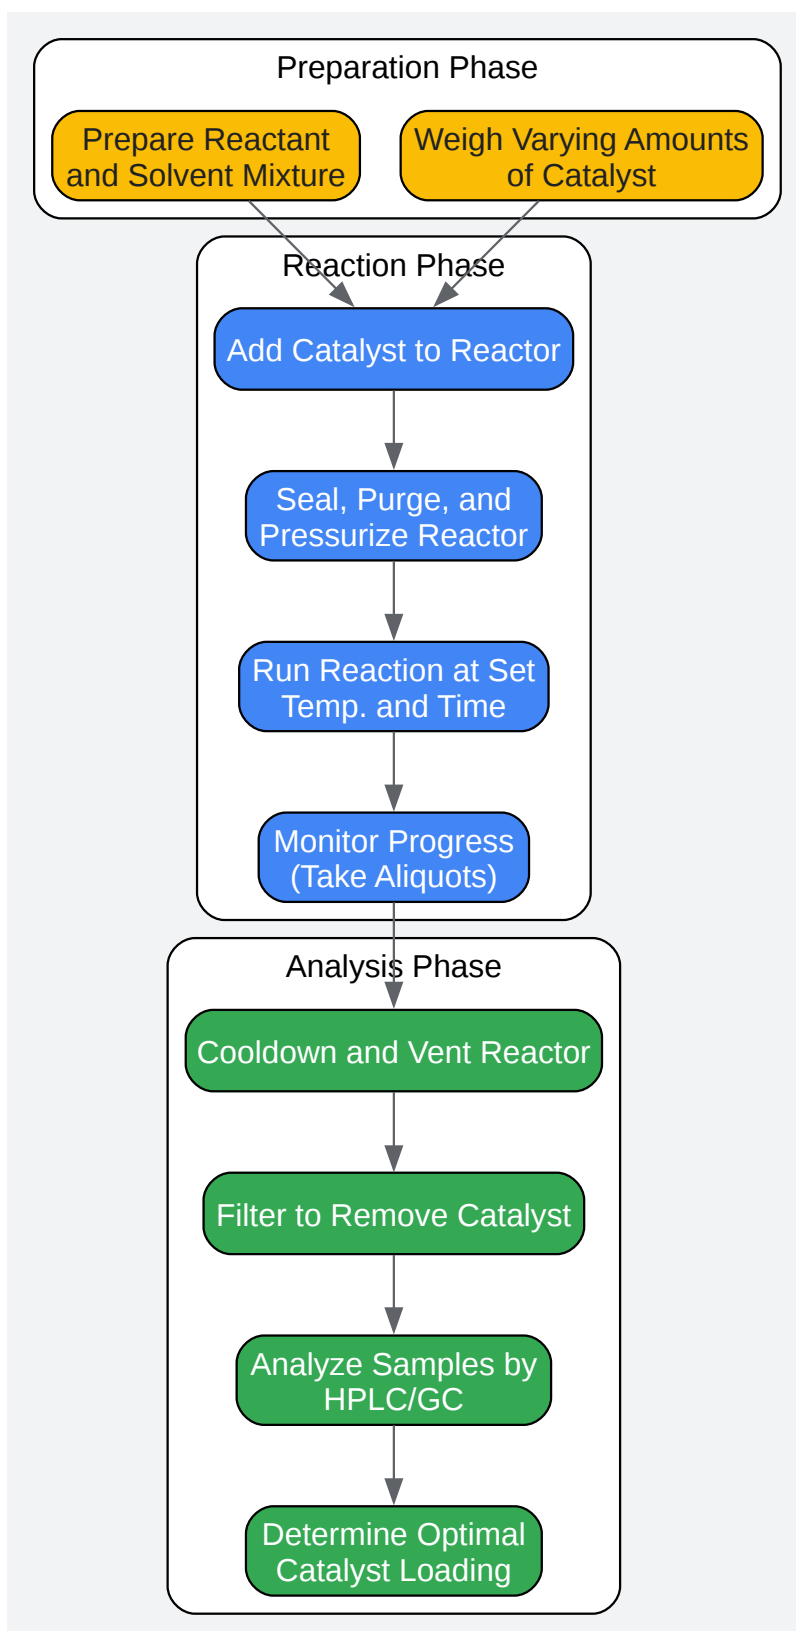 Preparation Phase
Prepare Reactant
and Solvent Mixture
Weigh Varying Amounts
of Catalyst
Reaction Phase
Add Catalyst to Reactor
Seal, Purge, and
Pressurize Reactor
Run Reaction at Set
Temp. and Time
Monitor Progress
(Take Aliquots)
Analysis Phase
Cooldown and Vent Reactor
Filter to Remove Catalyst
Analyze Samples by
HPLC/GC
Determine Optimal
Catalyst Loading